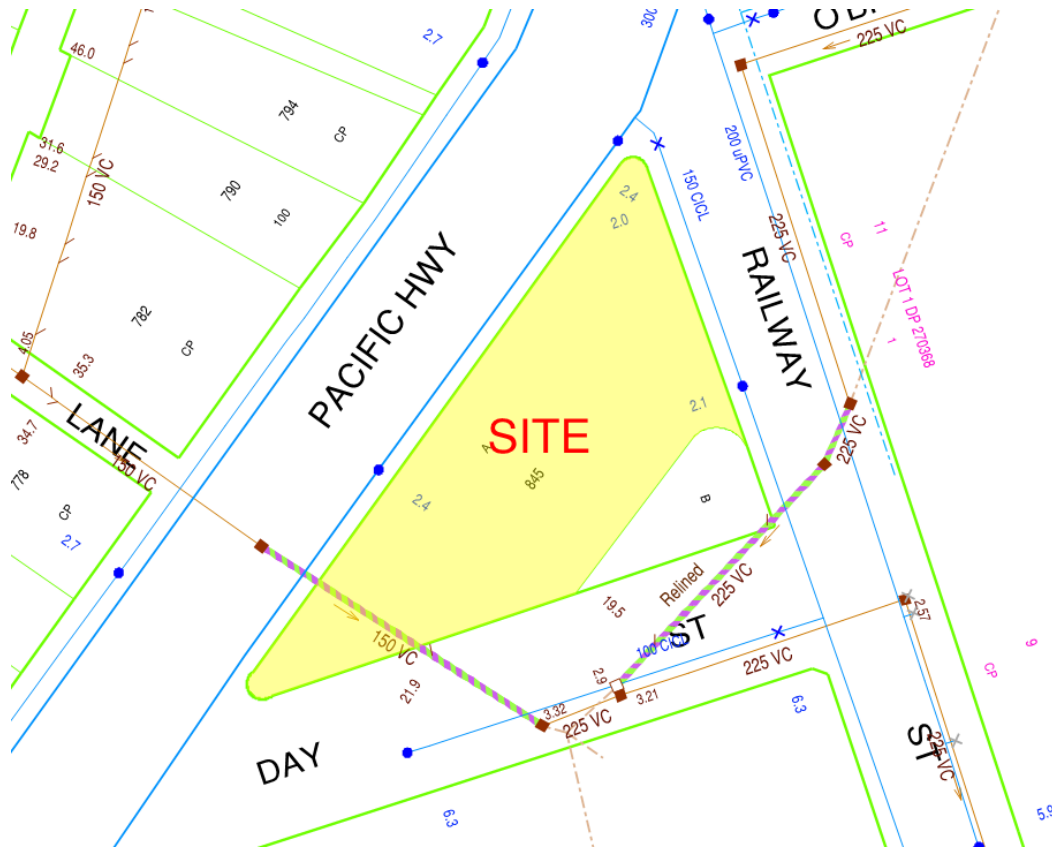 2.7
300
225 VC
46.0
794
CP
31.6
29.2
150 VC
790
100
200 uPVC
150 CICL
2.4
2.0
19.8
225 VC
11
CP
PACIFIC HWY
RAILWAY
LOT 1 DP 270368
782
CP
4.05
35.3
1
34.7
LANE
150 VC
2.1
SITE
A
845
225 VC
778
CP
2.7
2.4
B
Relined
225 VC
19.5
2.57
ST
100 CICL
150 VC
21.9
2.9
3.21
225 VC
9
CP
3.32
225 VC
6.3
DAY
ST
225 VC
6.3
5.9